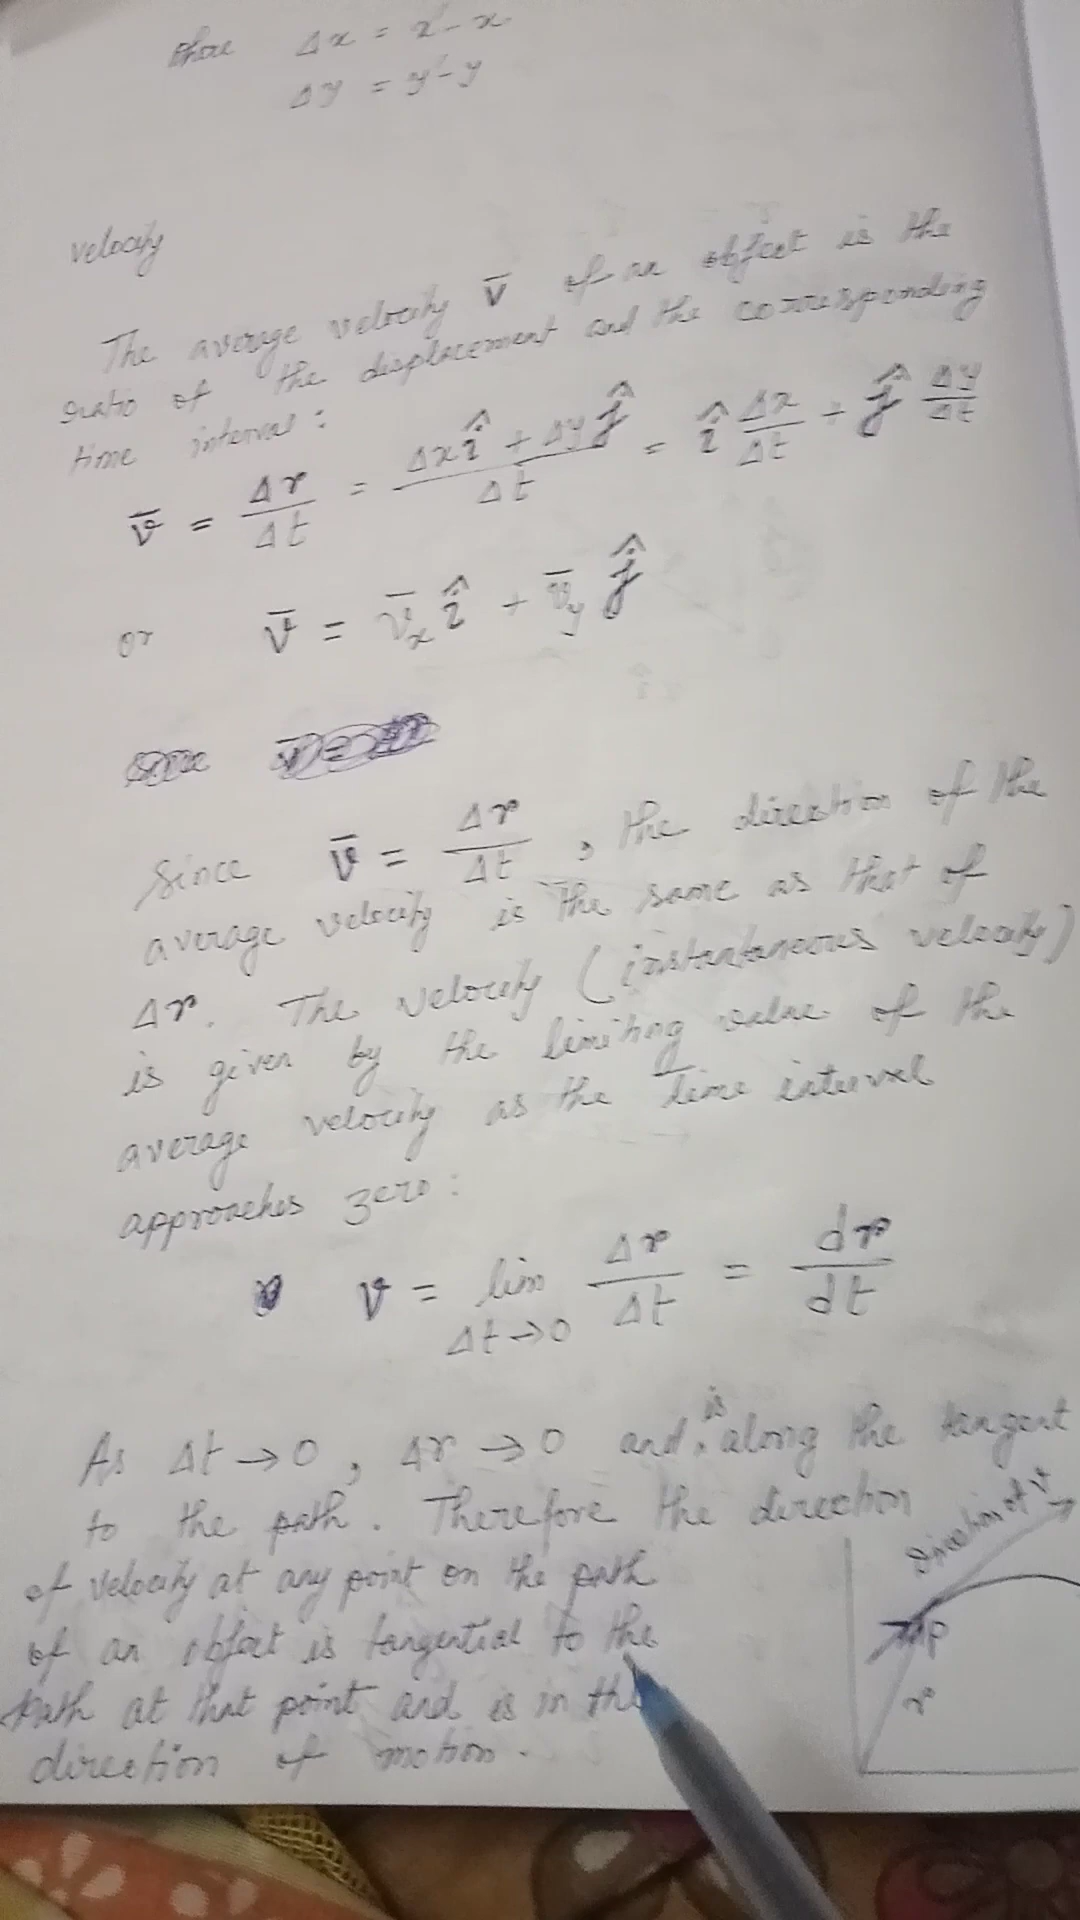 where Δx = x' - x
Δy = y' - y
velocity
The average velocity v̅ of an object is the
ratio of the displacement and the corresponding
time interval:
v̅ = Δr/Δt = (Δx î + Δy ĵ)/Δt = î Δx/Δt + ĵ Δy/Δt
or v̅ = v̅ₓ î + v̅ᵧ ĵ
Since v̅ = Δr/Δt, the direction of the
average velocity is the same as that of
Δr. The velocity (instantaneous velocity)
is given by the limiting value of the
average velocity as the time interval
approaches zero:
v = lim Δt→0 Δr/Δt = dr/dt
As Δt → 0, Δr → 0 and is along the tangent
to the path. Therefore the direction
of velocity at any point on the path
of an object is tangential to the
path at that point and is in the
direction of motion.
direction of v
P
r